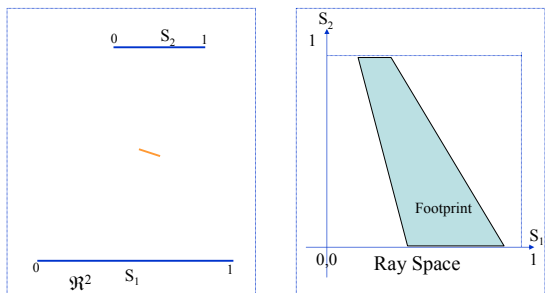 0 S₂ 1
0 1
S₁
ℜ²
S₂
1
Footprint
S₁
0,0 Ray Space 1